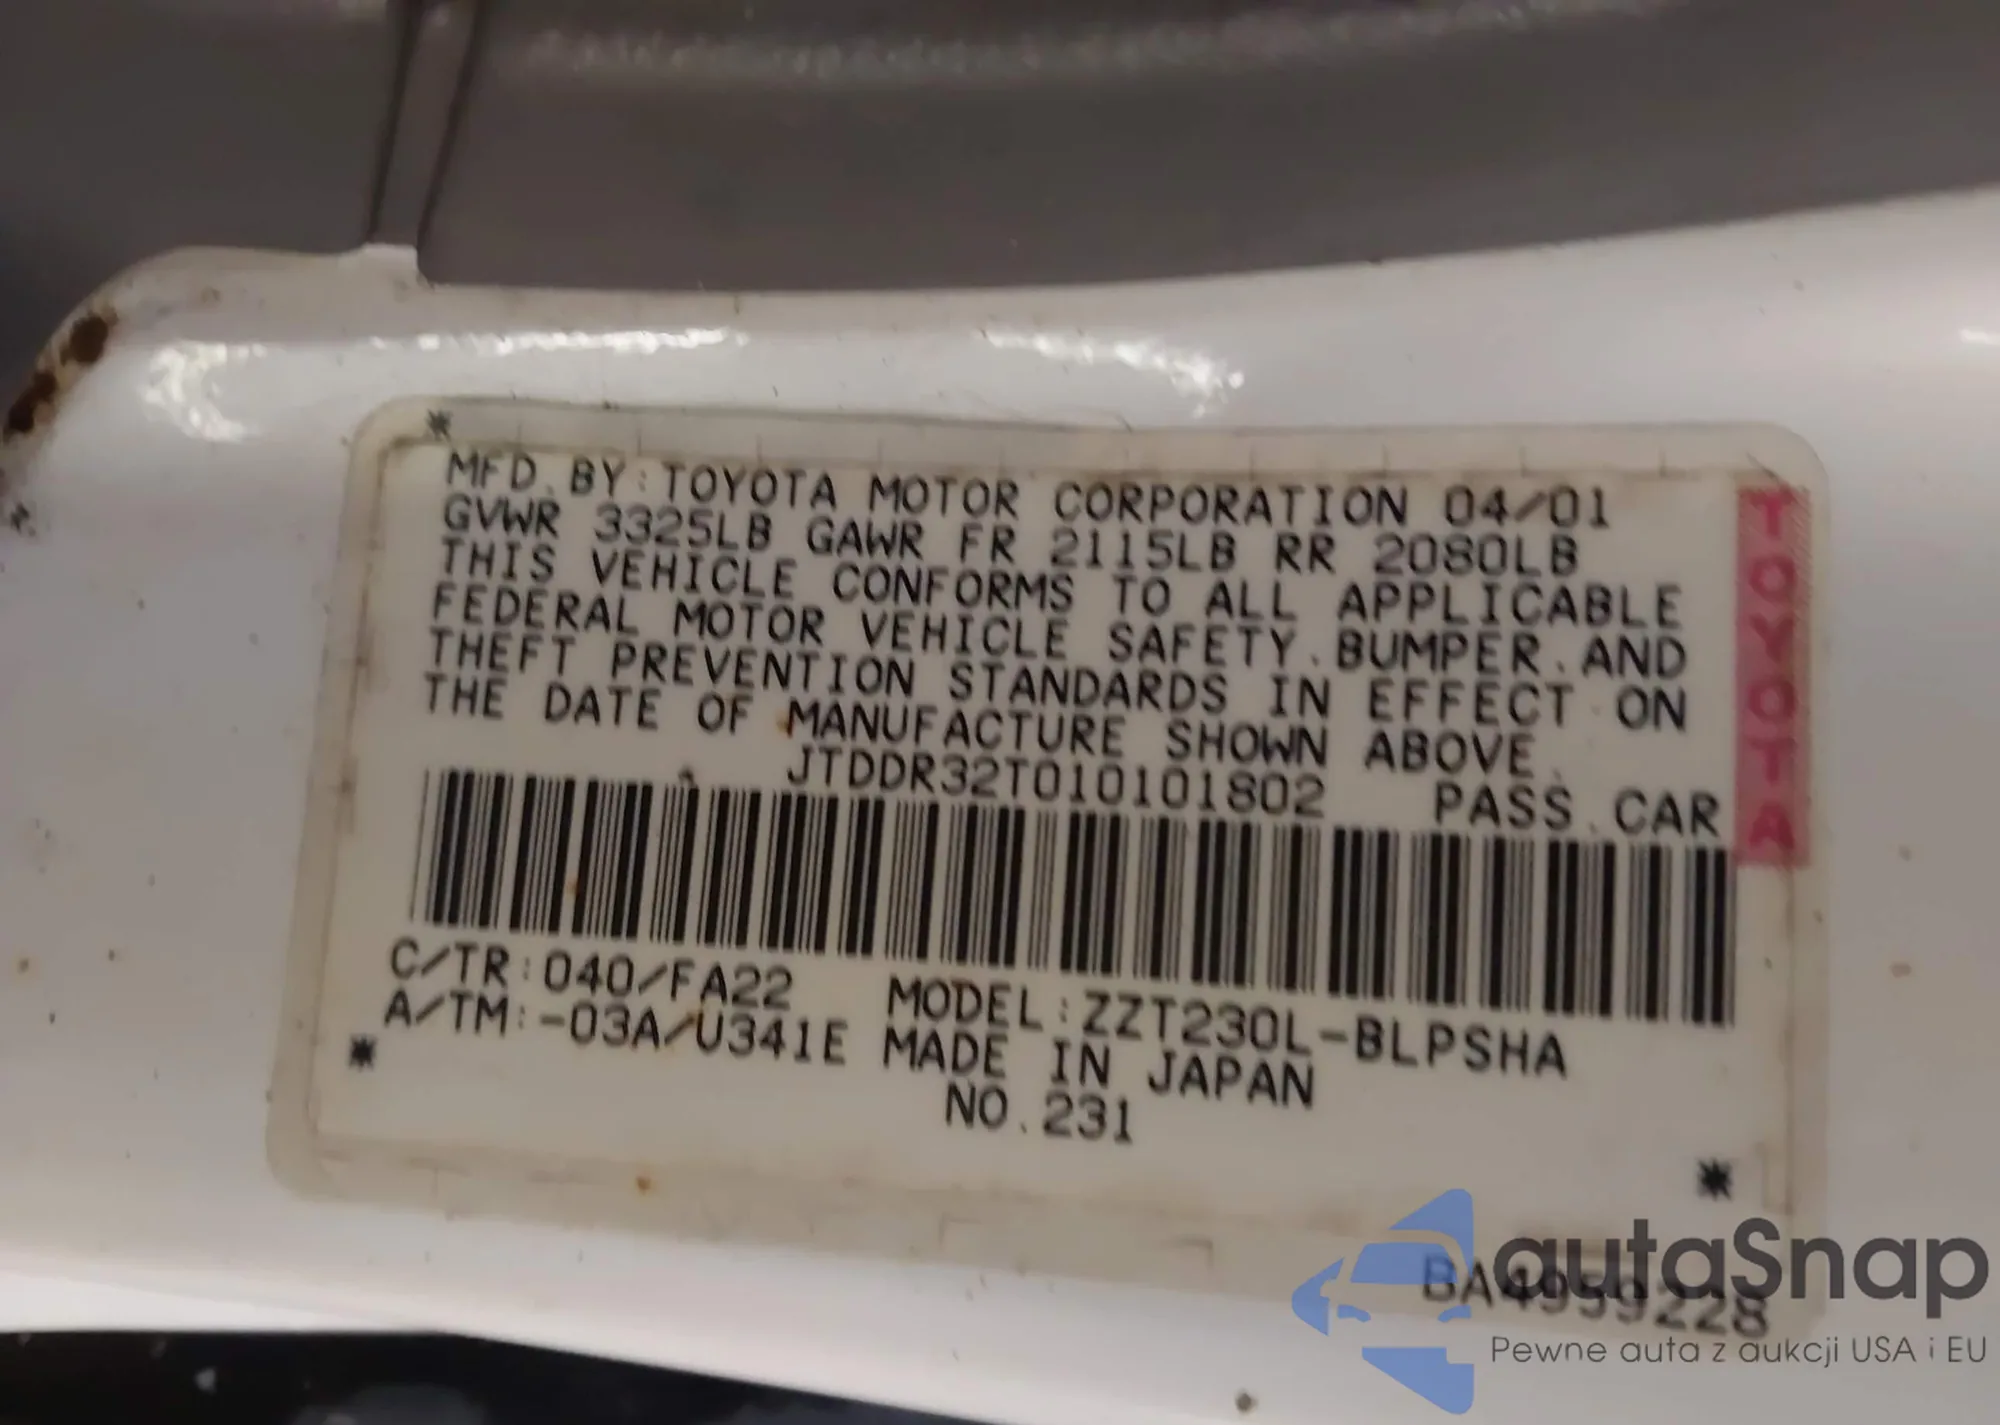 MFD. BY: TOYOTA MOTOR CORPORATION 04/01
GVWR 3325LB GAWR FR 2115LB RR 2080LB
THIS VEHICLE CONFORMS TO ALL APPLICABLE
FEDERAL MOTOR VEHICLE SAFETY. BUMPER. AND
THEFT PREVENTION STANDARDS IN EFFECT ON
THE DATE OF MANUFACTURE SHOWN ABOVE.
JTDDR32T010101802 PASS. CAR
C/TR: 040/FA22 MODEL: ZZT230L-BLPSHA
A/TM: -03A/U341E MADE IN JAPAN
NO. 231
TOYOTA
BA4959228
autaSnap
Pewne auta z aukcji USA i EU